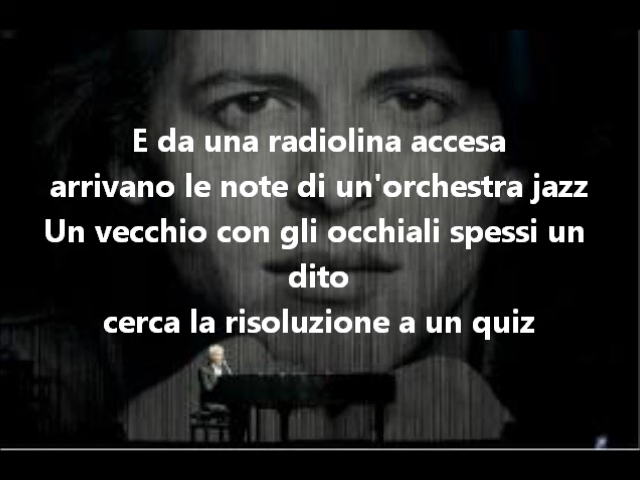 E da una radiolina accesa
arrivano le note di un'orchestra jazz
Un vecchio con gli occhiali spessi un
dito
cerca la risoluzione a un quiz